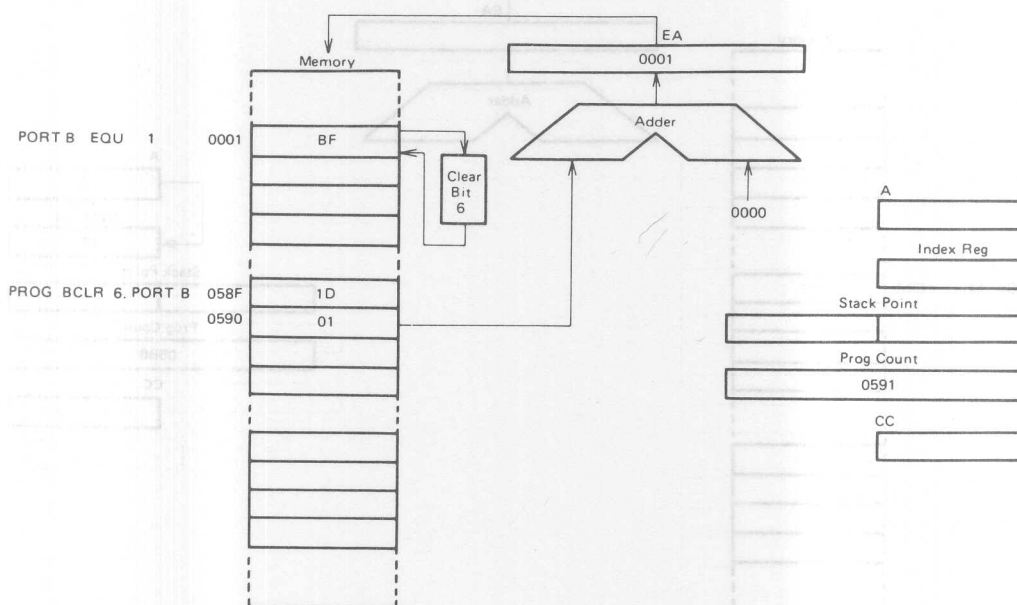 EA
0001
Memory
Adder
PORT B EQU 1 0001 BF
Clear
Bit
6
0000
A
Index Reg
PROG BCLR 6, PORT B 058F 1D
0590 01
Stack Point
Prog Count
0591
CC